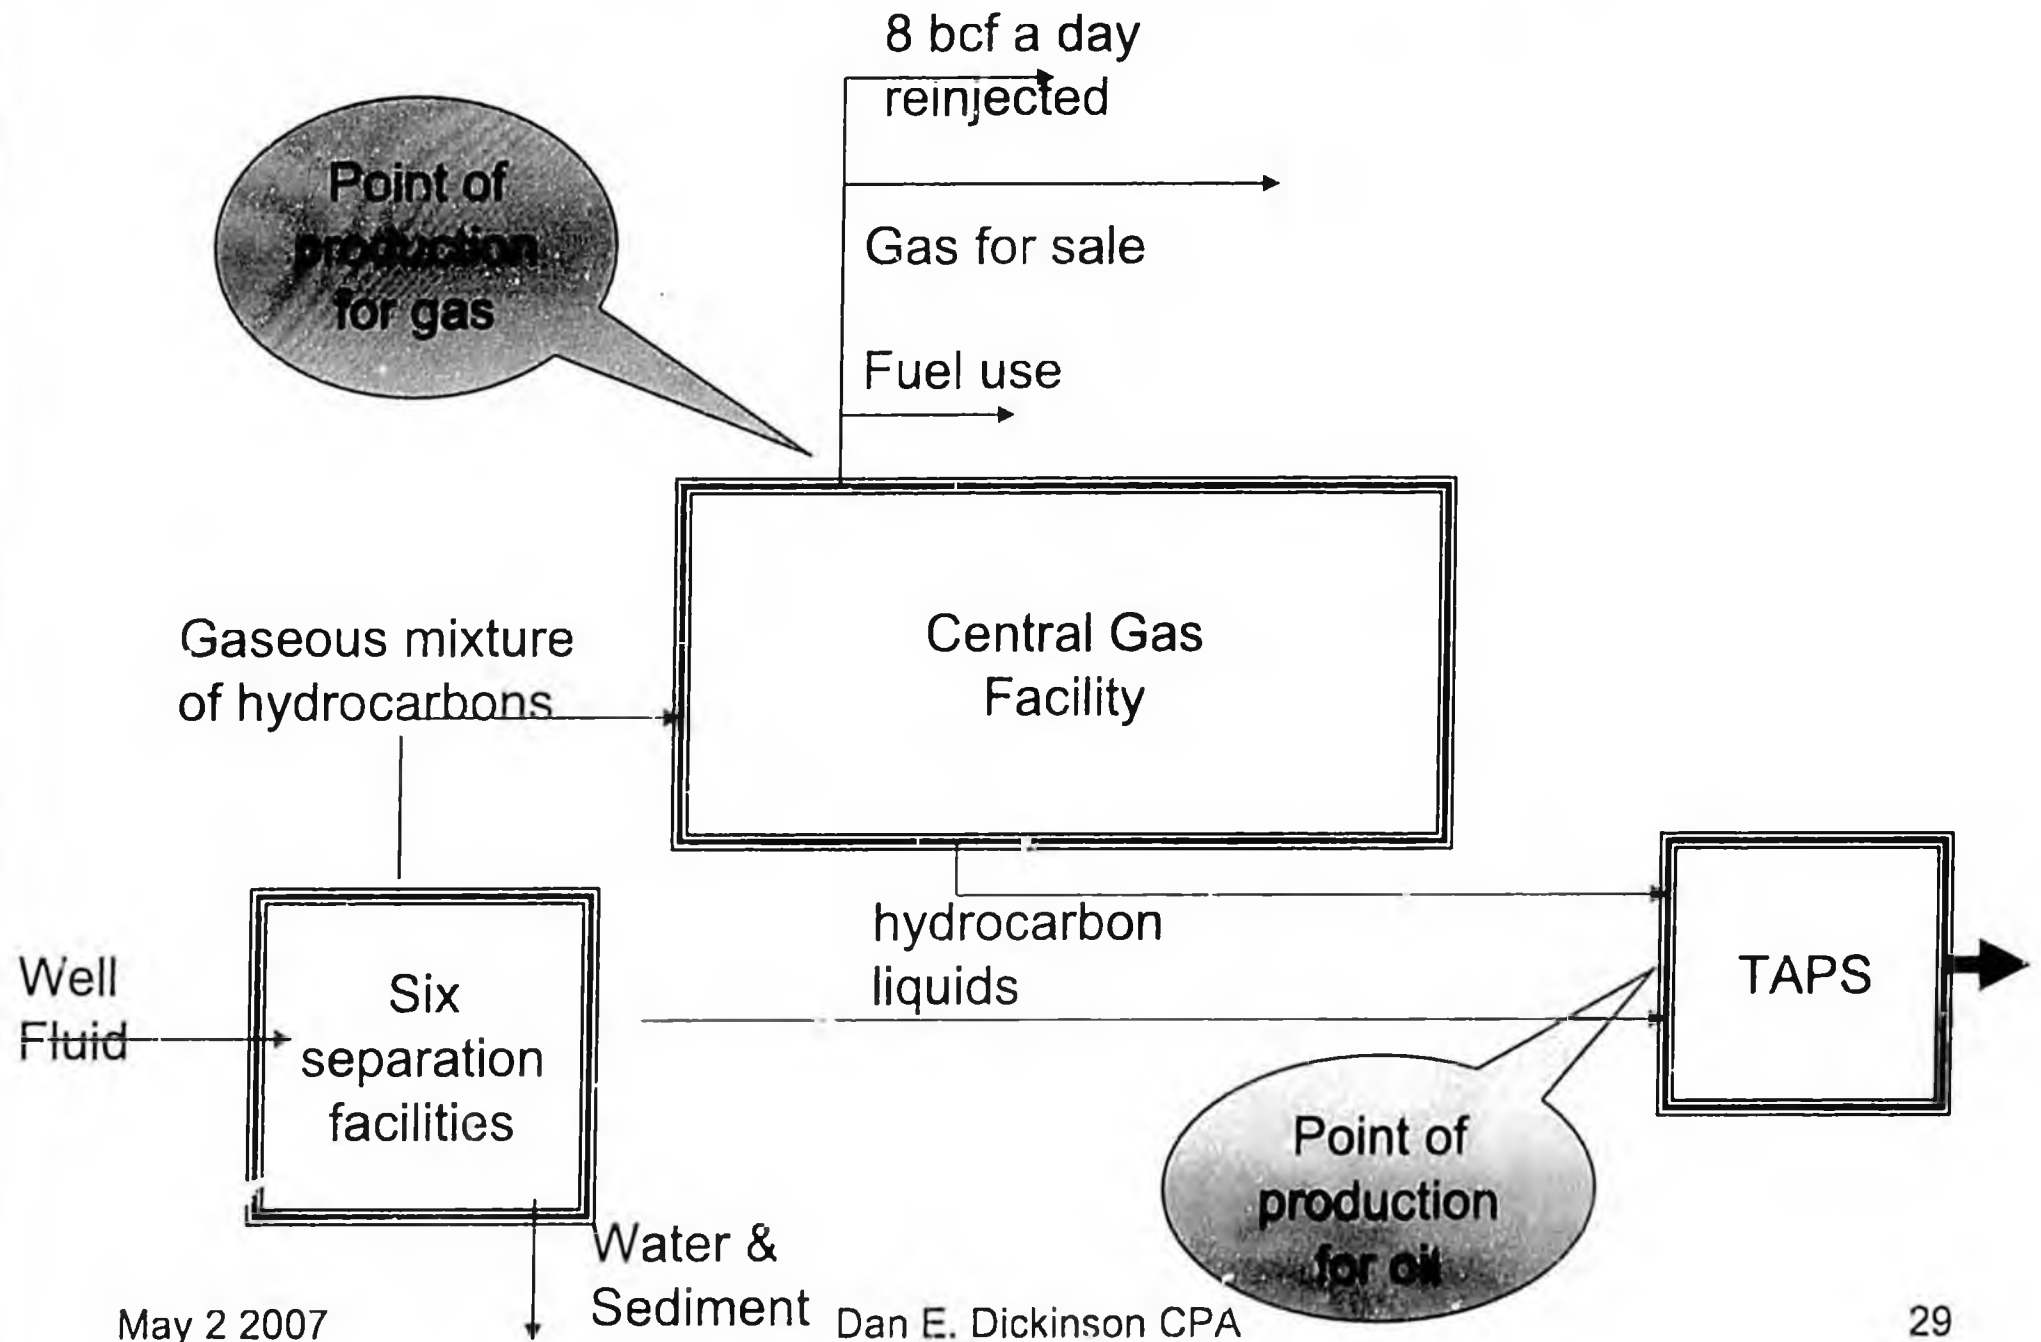 8 bcf a day
reinjected
Point of
production
for gas
Gas for sale
Fuel use
Gaseous mixture
of hydrocarbons
Central Gas
Facility
hydrocarbon
liquids
TAPS
Well
Fluid
Six
separation
facilities
Point of
production
for oil
Water &
Sediment
May 2 2007
Dan E. Dickinson CPA
29